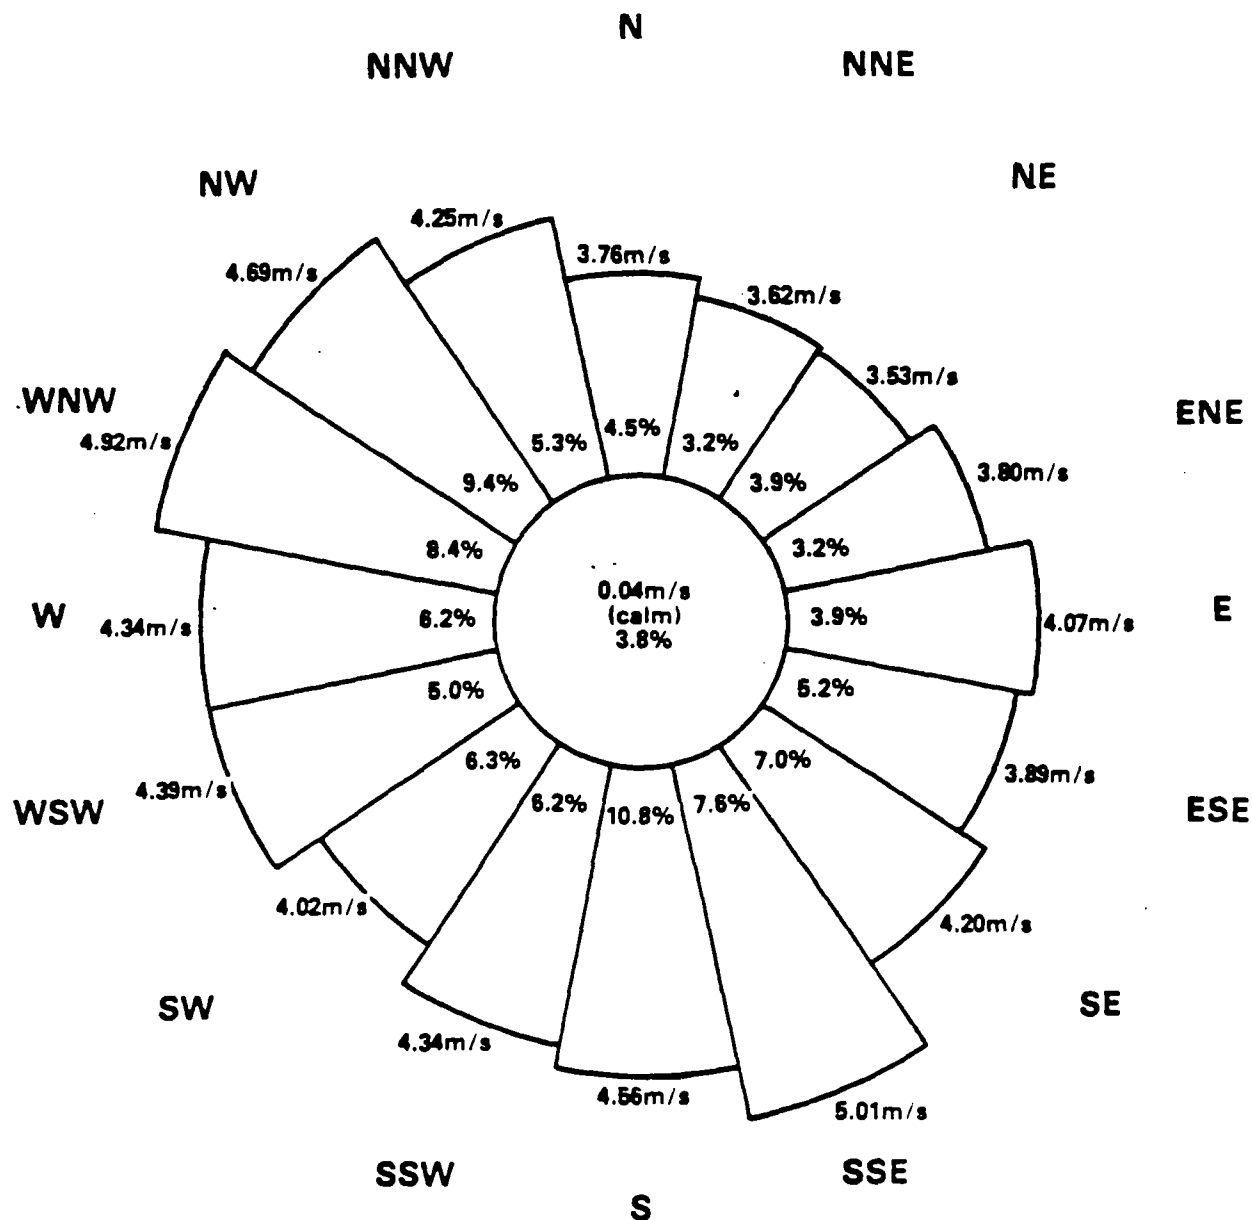 N
NNW
NNE
NW
NE
4.25m/s
3.76m/s
4.69m/s
3.62m/s
3.53m/s
WNW
ENE
4.92m/s
5.3%
4.5%
3.2%
3.80m/s
9.4%
3.9%
8.4%
3.2%
0.04m/s
(calm)
3.8%
W
4.34m/s
6.2%
3.9%
4.07m/s
E
5.0%
5.2%
6.3%
7.0%
3.89m/s
4.39m/s
6.2%
10.8%
7.6%
WSW
ESE
4.02m/s
4.20m/s
SW
SE
4.34m/s
4.56m/s
5.01m/s
SSW
SSE
S